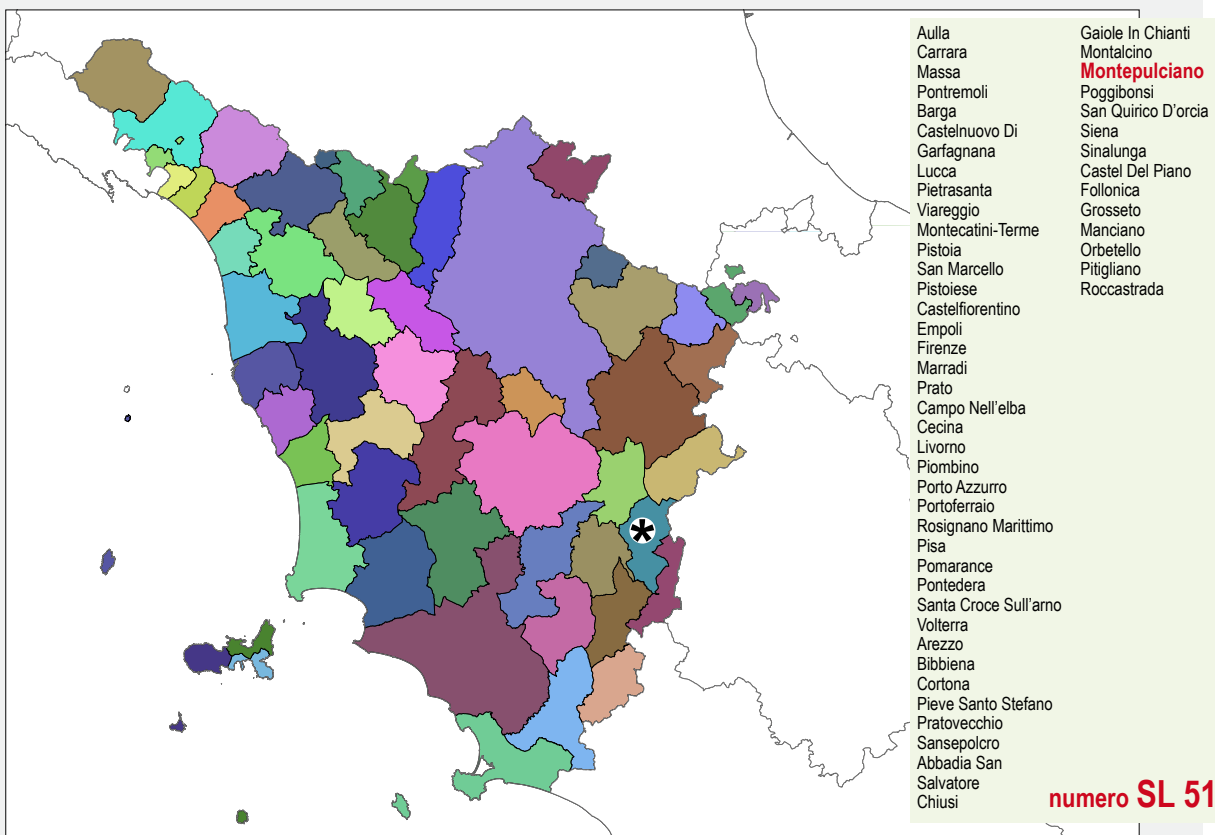 Aulla
Carrara
Massa
Pontremoli
Barga
Castelnuovo Di
Garfagnana
Lucca
Pietrasanta
Viareggio
Montecatini-Terme
Pistoia
San Marcello
Pistoiese
Castelfiorentino
Empoli
Firenze
Marradi
Prato
Campo Nell'elba
Cecina
Livorno
Piombino
Porto Azzurro
Portoferraio
Rosignano Marittimo
Pisa
Pomarance
Pontedera
Santa Croce Sull'arno
Volterra
Arezzo
Bibbiena
Cortona
Pieve Santo Stefano
Pratovecchio
Sansepolcro
Abbadia San
Salvatore
Chiusi
Gaiole In Chianti
Montalcino
Montepulciano
Poggibonsi
San Quirico D'orcia
Siena
Sinalunga
Castel Del Piano
Follonica
Grosseto
Manciano
Orbetello
Pitigliano
Roccastrada
numero SL 51
*